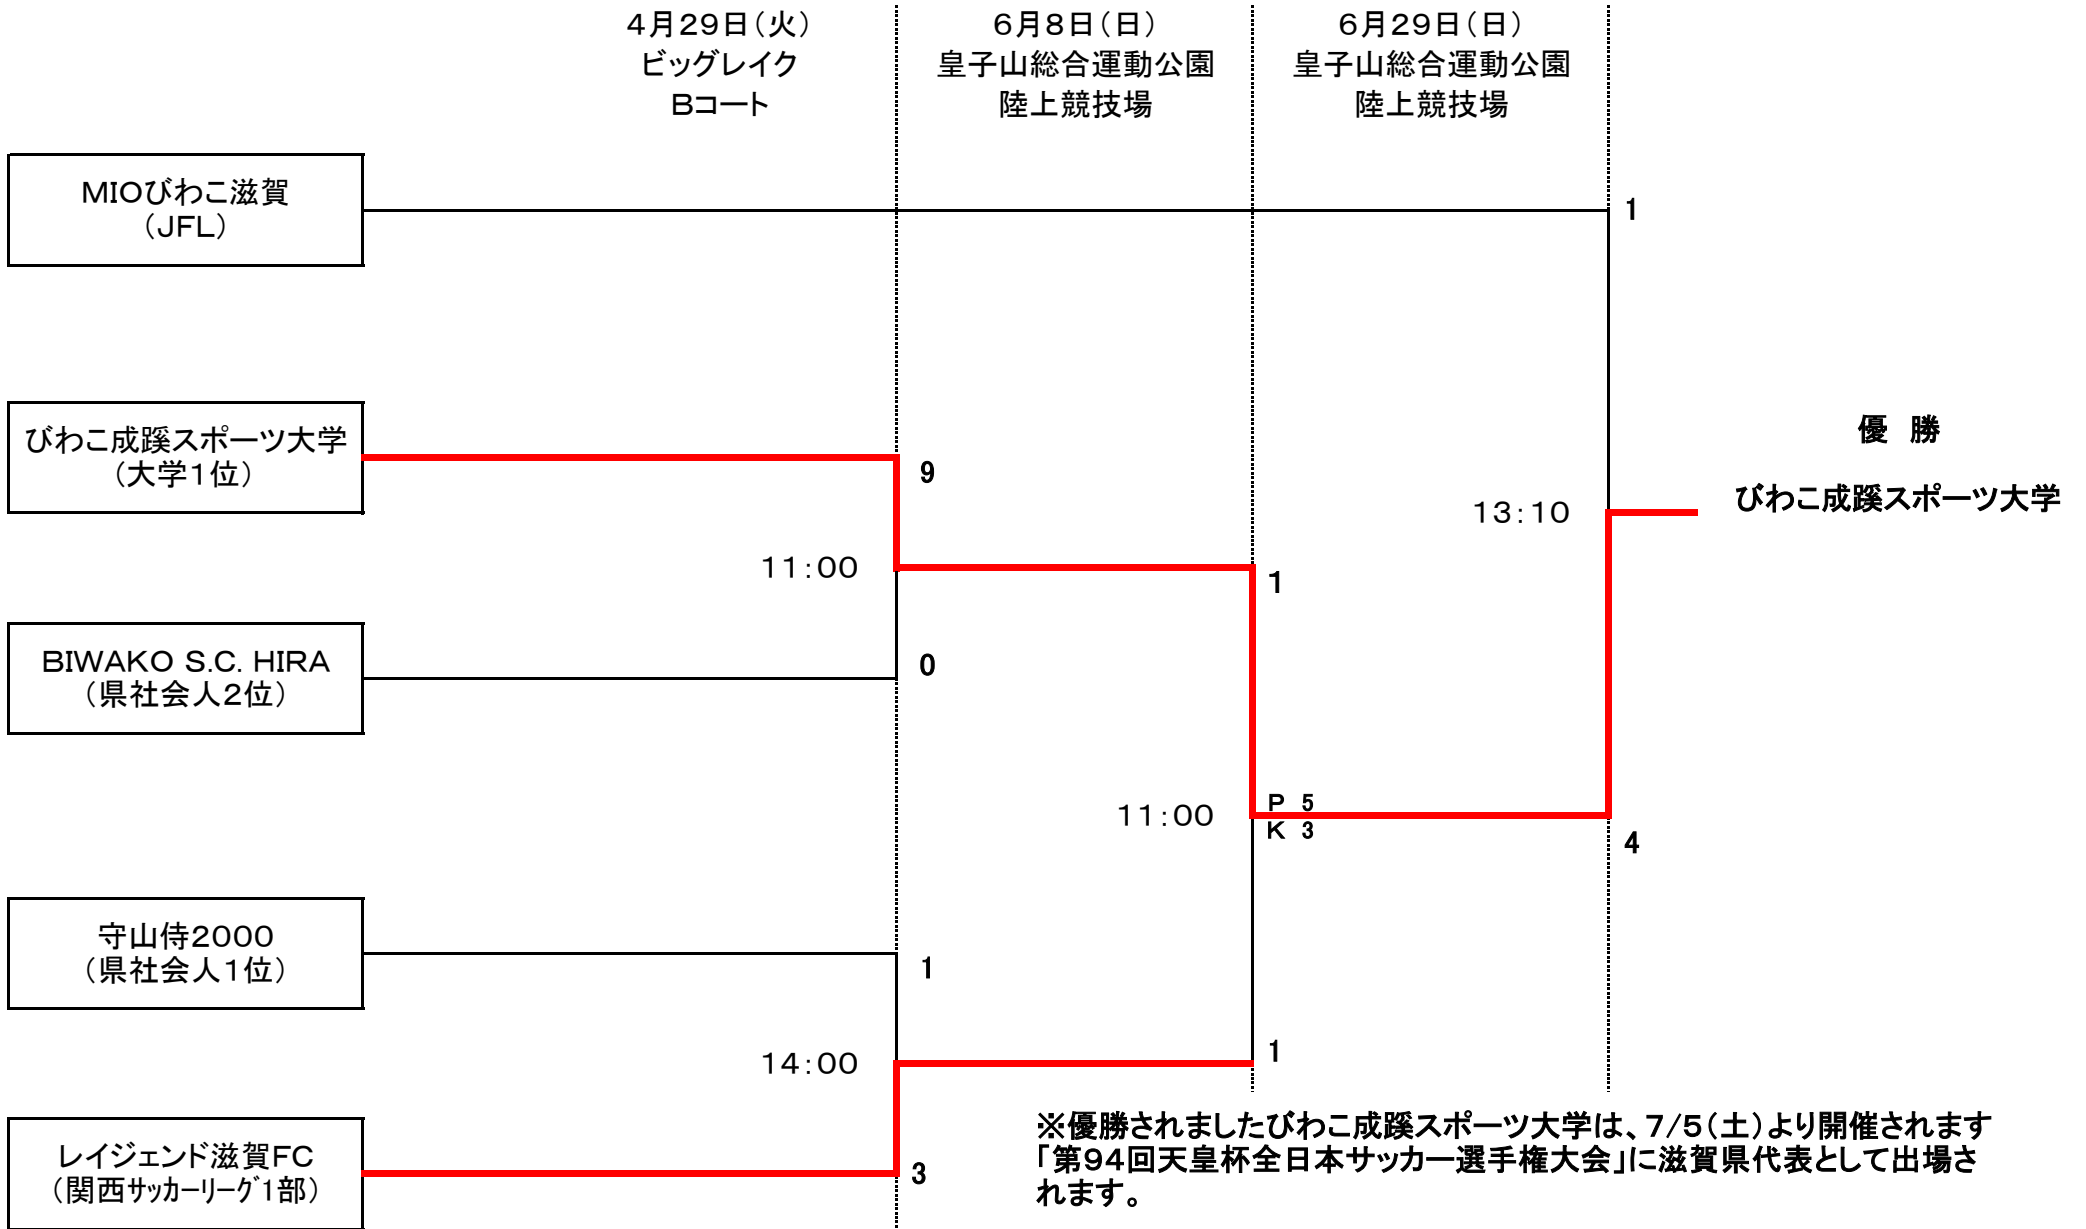 4月29日(火)
ビッグレイク
Bコート
6月8日(日)
皇子山総合運動公園
陸上競技場
6月29日(日)
皇子山総合運動公園
陸上競技場
MIOびわこ滋賀
(JFL)
1
びわこ成蹊スポーツ大学
(大学1位)
9
優 勝
びわこ成蹊スポーツ大学
13:10
11:00
1
BIWAKO S.C. HIRA
(県社会人2位)
0
11:00
P 5
K 3
4
守山侍2000
(県社会人1位)
1
14:00
1
レイジェンド滋賀FC
(関西サッカーリーグ1部)
3
※優勝されましたびわこ成蹊スポーツ大学は、7/5(土)より開催されます
「第94回天皇杯全日本サッカー選手権大会」に滋賀県代表として出場さ
れます。